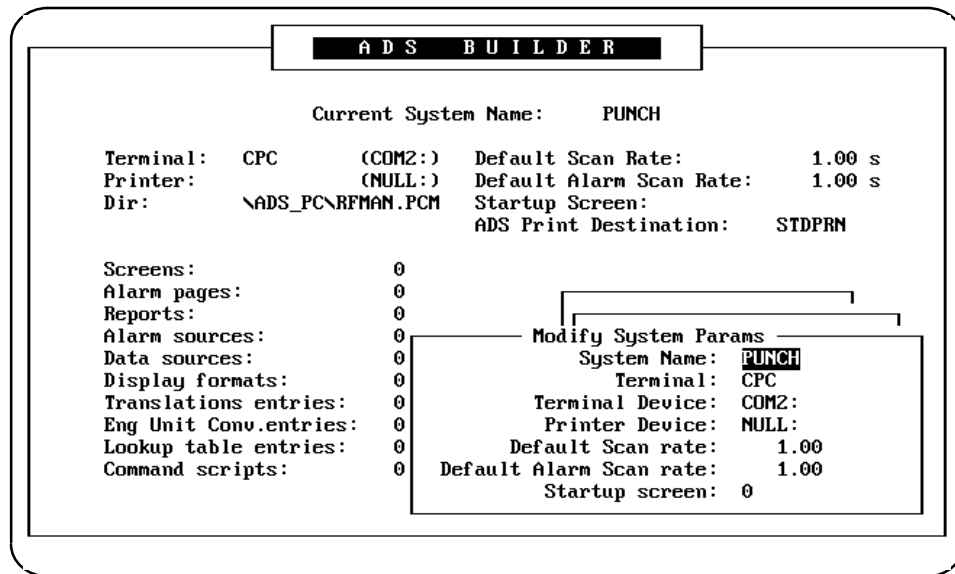 ADS BUILDER
Current System Name: PUNCH
Terminal: CPC (COM2:) Default Scan Rate: 1.00 s
Printer: (NULL:) Default Alarm Scan Rate: 1.00 s
Dir: \ADS_PC\RFMAN.PCM Startup Screen:
ADS Print Destination: STDPRN
Screens: 0
Alarm pages: 0
Reports: 0
Alarm sources: 0
Data sources: 0
Display formats: 0
Translations entries: 0
Eng Unit Conv.entries: 0
Lookup table entries: 0
Command scripts: 0
Modify System Params
System Name: PUNCH
Terminal: CPC
Terminal Device: COM2:
Printer Device: NULL:
Default Scan rate: 1.00
Default Alarm Scan rate: 1.00
Startup screen: 0